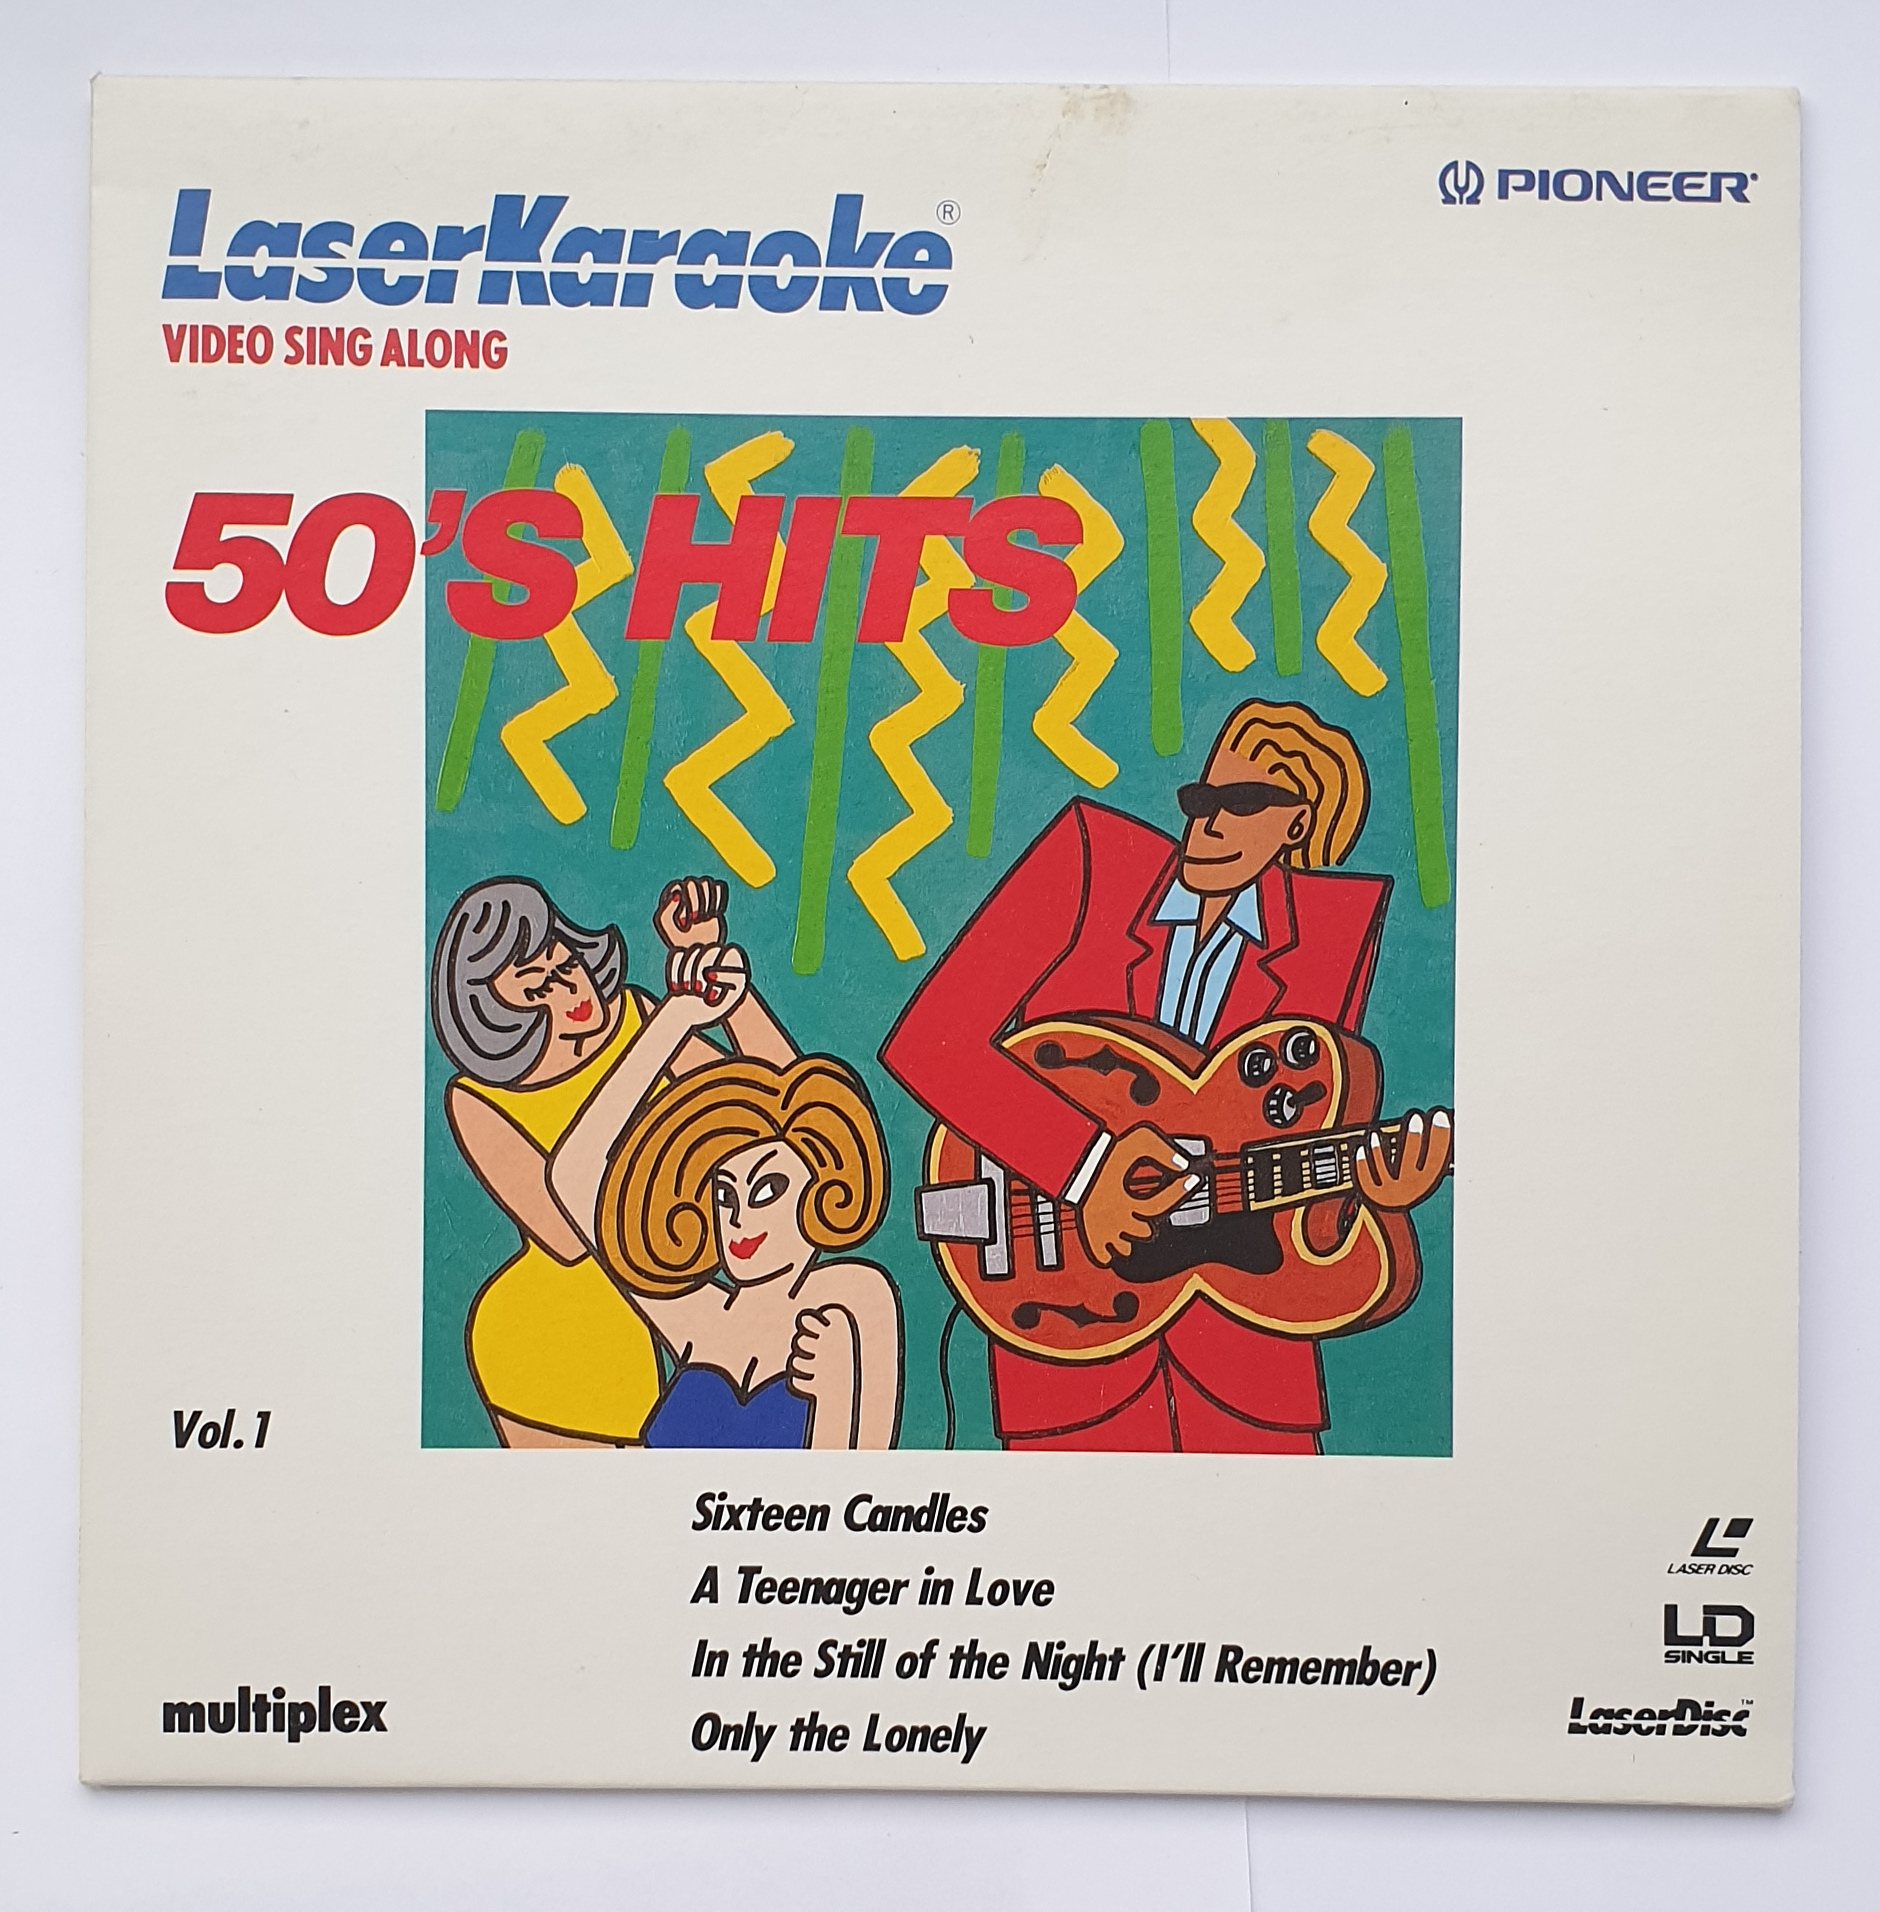 LaserKaraoke®
PIONEER®
VIDEO SING ALONG
50'S HITS
Vol.1
Sixteen Candles
A Teenager in Love
In the Still of the Night (I'll Remember)
Only the Lonely
multiplex
LASER DISC
LD
SINGLE
LaserDisc™